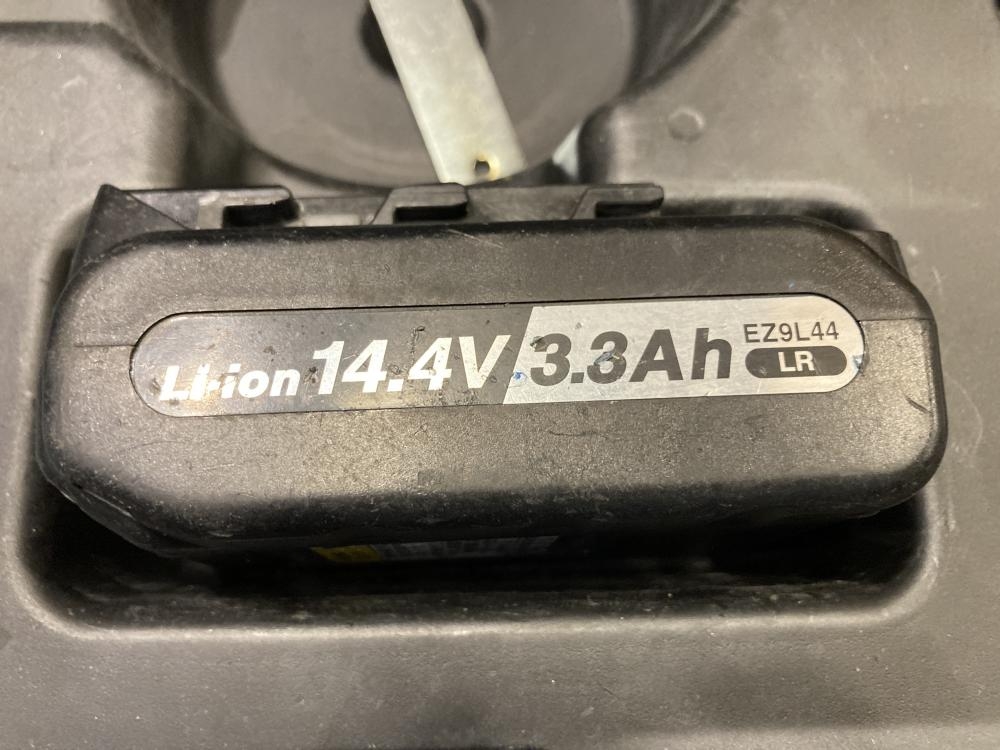 Li-ion 14.4V 3.3Ah EZ9L44
LR